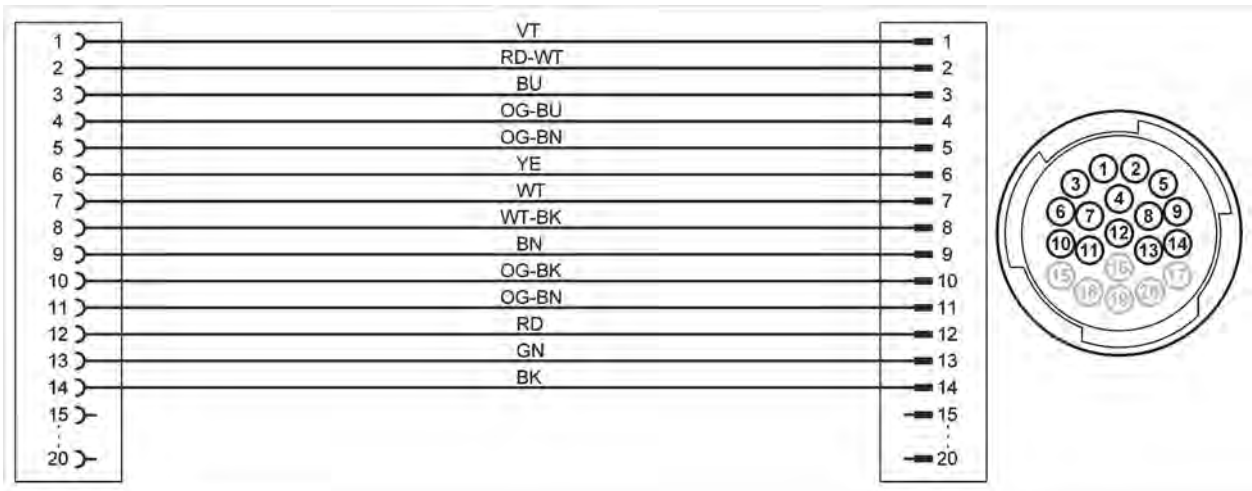 1 VT 1
2 RD-WT 2
3 BU 3
4 OG-BU 4
5 OG-BN 5
6 YE 6
7 WT 7
8 WT-BK 8
9 BN 9
10 OG-BK 10
11 OG-BN 11
12 RD 12
13 GN 13
14 BK 14
15 15
20 20
1 2
3 5
4
6 7 8 9
12
10 11 13 14
15 16 17
18 19 20